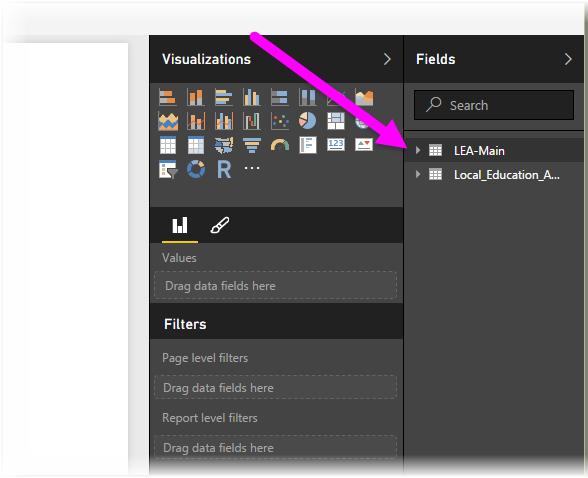 Visualizations
Values
Drag data fields here
Filters
Page level filters
Drag data fields here
Report level filters
Drag data fields here
Fields
Search
LEA-Main
Local_Education_A...
123
R